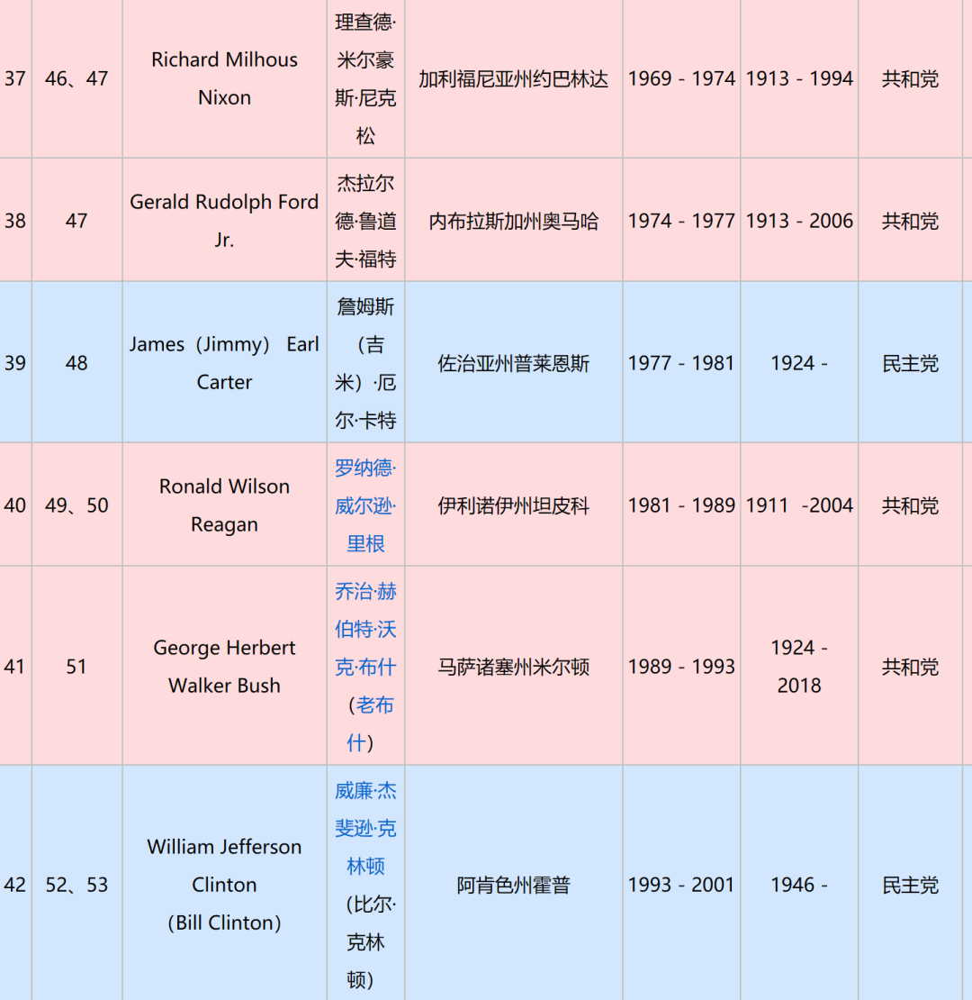 37
46、47
Richard Milhous
Nixon
理查德·
米尔豪
斯·尼克
松
加利福尼亚州约巴林达
1969 - 1974
1913 - 1994
共和党
38
47
Gerald Rudolph Ford
Jr.
杰拉尔
德·鲁道
夫·福特
内布拉斯加州奥马哈
1974 - 1977
1913 - 2006
共和党
39
48
James（Jimmy） Earl
Carter
詹姆斯
（吉
米）·厄
尔·卡特
佐治亚州普莱恩斯
1977 - 1981
1924 -
民主党
40
49、50
Ronald Wilson
Reagan
罗纳德·
威尔逊·
里根
伊利诺伊州坦皮科
1981 - 1989
1911 -2004
共和党
41
51
George Herbert
Walker Bush
乔治·赫
伯特·沃
克·布什
（老布
什）
马萨诸塞州米尔顿
1989 - 1993
1924 -
2018
共和党
42
52、53
William Jefferson
Clinton
（Bill Clinton）
威廉·杰
斐逊·克
林顿
（比尔·
克林
顿）
阿肯色州霍普
1993 - 2001
1946 -
民主党